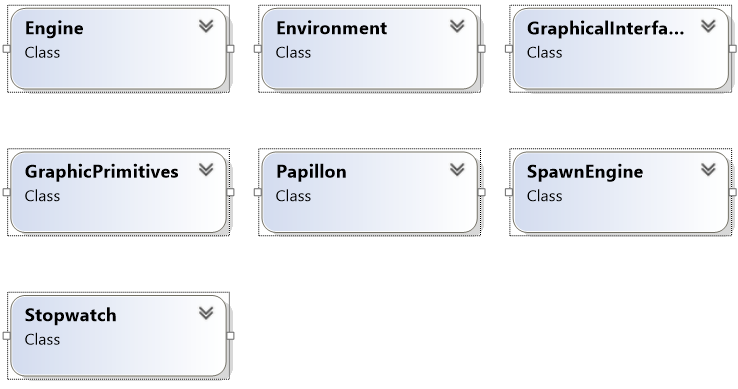 Engine
Class
Environment
Class
GraphicalInterfa...
Class
GraphicPrimitives
Class
Papillon
Class
SpawnEngine
Class
Stopwatch
Class